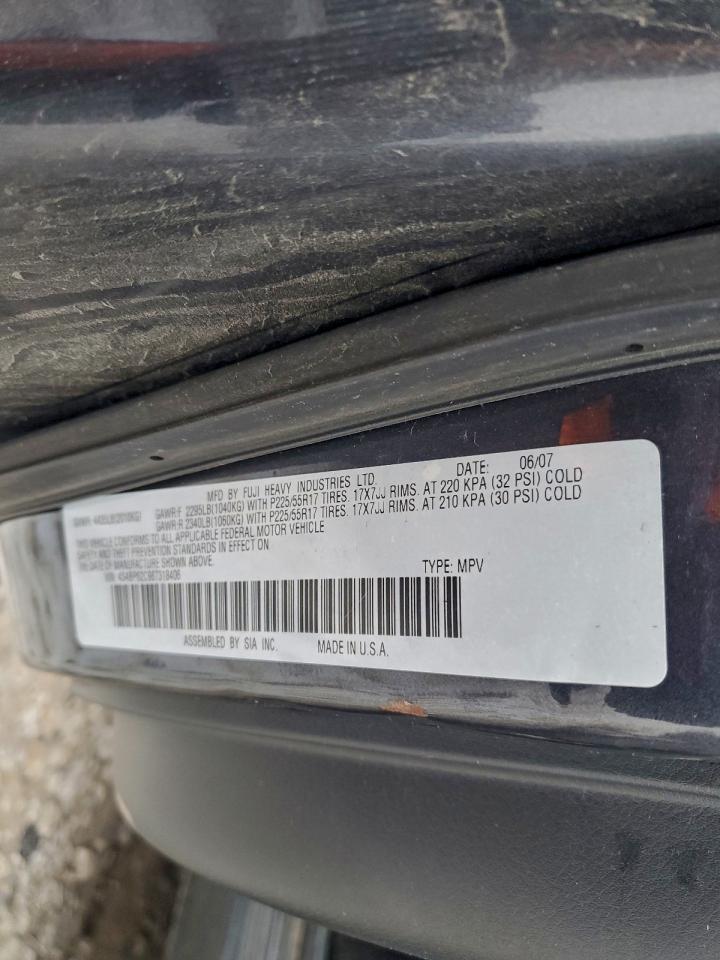 MFD BY FUJI HEAVY INDUSTRIES LTD. DATE: 06/07
GAWR-F 2295LB(1040KG) WITH P225/55R17 TIRES. 17X7JJ RIMS. AT 220 KPA (32 PSI) COLD
GAWR-R 2340LB(1060KG) WITH P225/55R17 TIRES. 17X7JJ RIMS. AT 210 KPA (30 PSI) COLD
THIS VEHICLE CONFORMS TO ALL APPLICABLE FEDERAL MOTOR VEHICLE
SAFETY AND THEFT PREVENTION STANDARDS IN EFFECT ON
DATE OF MANUFACTURE SHOWN ABOVE.
TYPE: MPV
ASSEMBLED BY SIA INC. MADE IN U.S.A.